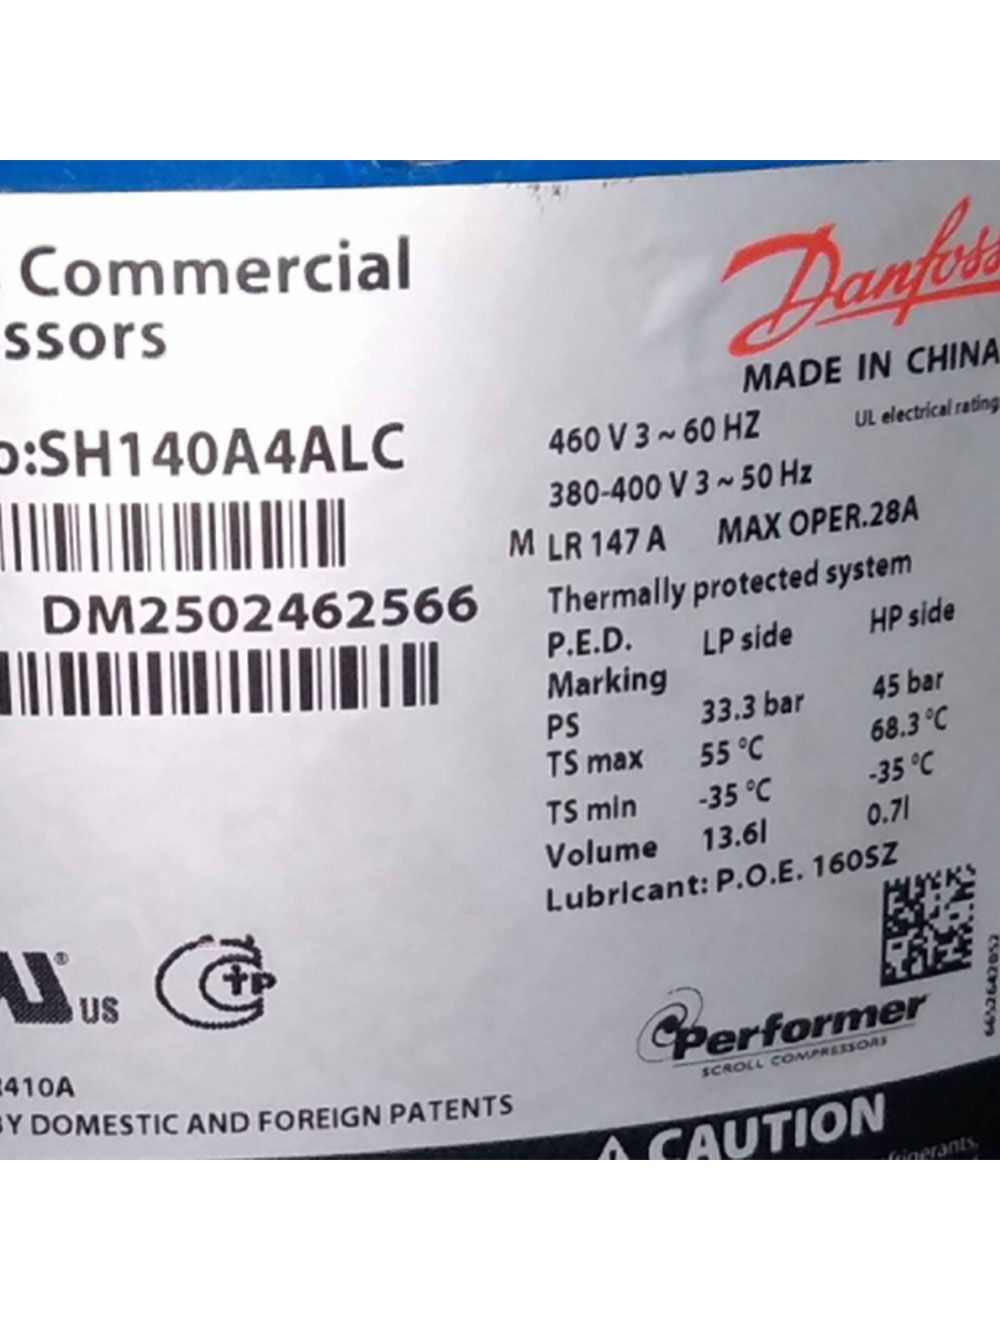 Commercial
ssors
Danfoss
MADE IN CHINA
o:SH140A4ALC
460 V 3 ~ 60 HZ
UL electrical rating
380-400 V 3 ~ 50 Hz
M LR 147 A MAX OPER.28A
Thermally protected system
DM2502462566
P.E.D. LP side HP side
Marking
PS 33.3 bar 45 bar
TS max 55 °C 68.3 °C
TS min -35 °C -35 °C
Volume 13.6l 0.7l
Lubricant: P.O.E. 160SZ
US
Performer
SCROLL COMPRESSORS
410A
BY DOMESTIC AND FOREIGN PATENTS
CAUTION